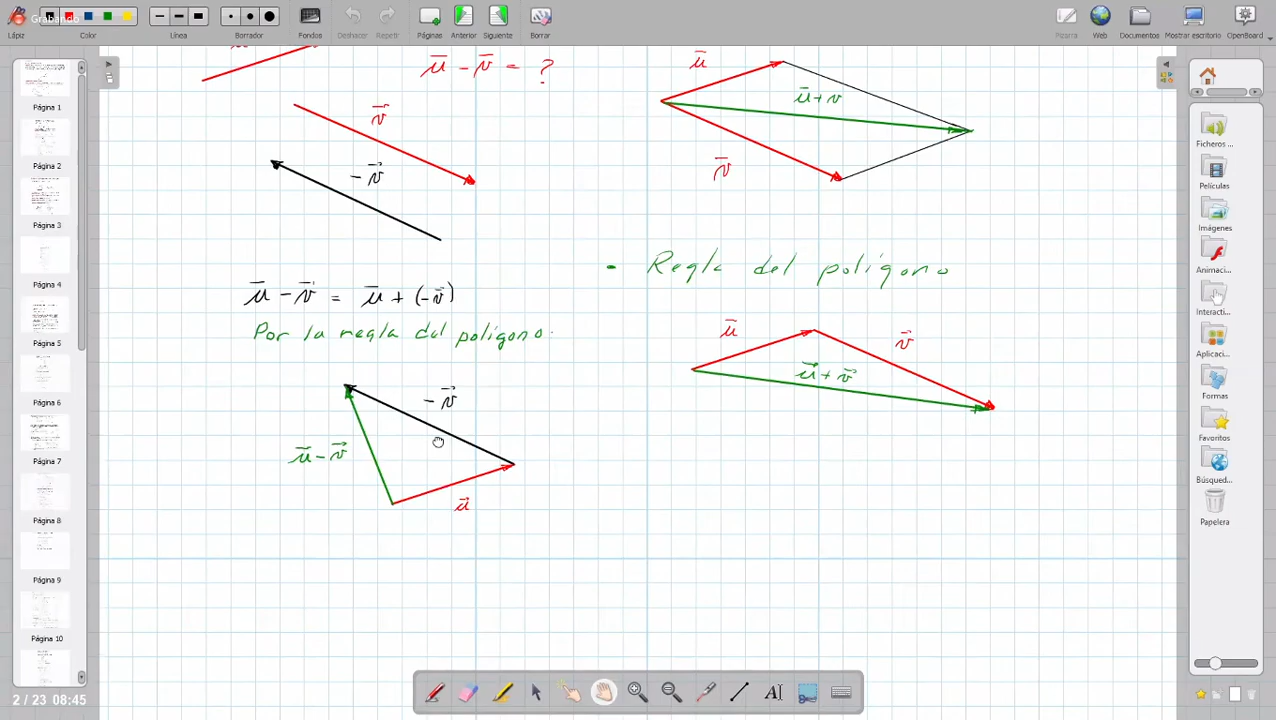 Grabando
Lápiz
Color
Línea
Borrador
Fondos
Deshacer
Repetir
Páginas
Anterior
Siguiente
Borrar
Pizarra
Web
Documentos
Mostrar escritorio
OpenBoard
Página 1
Página 2
Página 3
Página 4
Página 5
Página 6
Página 7
Página 8
Página 9
Página 10
2 / 23 08:45
u̅ - v̅ = ?
v⃗
-v⃗
u̅ - v⃗ = u̅ + (-v⃗)
Por la regla del polígono:
-v⃗
u̅ - v⃗
u⃗
u̅
u̅+v
v̅
• Regla del polígono
u̅
v⃗
u⃗ + v⃗
Ficheros ...
Películas
Imágenes
Animaci...
Interacti...
Aplicaci...
Formas
Favoritos
Búsqued...
Papelera